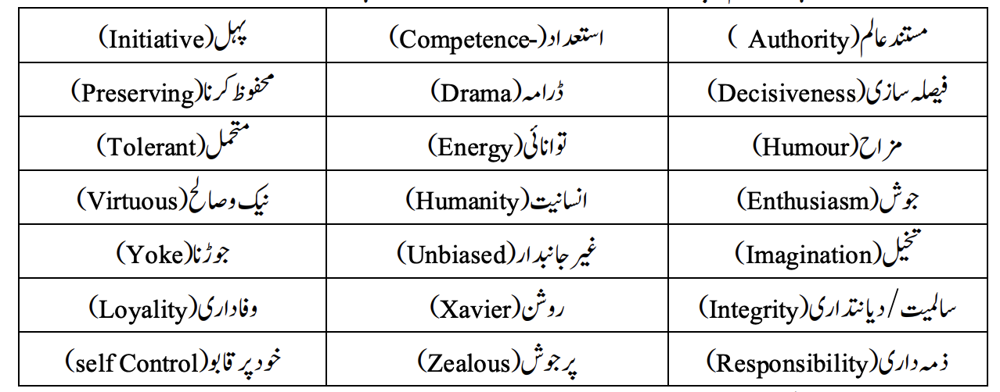 مستند عالم(Authority ) استعداد(Competence-) پہل(Initiative)
فیصلہ سازی(Decisiveness) ڈرامہ(Drama) محفوظ کرنا(Preserving)
مزاح(Humour) توانائی(Energy) متحمل(Tolerant)
جوش(Enthusiasm) انسانیت(Humanity) نیک وصالح(Virtuous)
تخیل(Imagination) غیر جانبدار(Unbiased) جوڑنا(Yoke)
سالمیت/دیانتداری(Integrity) روشن(Xavier) وفاداری(Loyality)
ذمہ داری(Responsibility) پرجوش(Zealous) خود پر قابو(self Control)